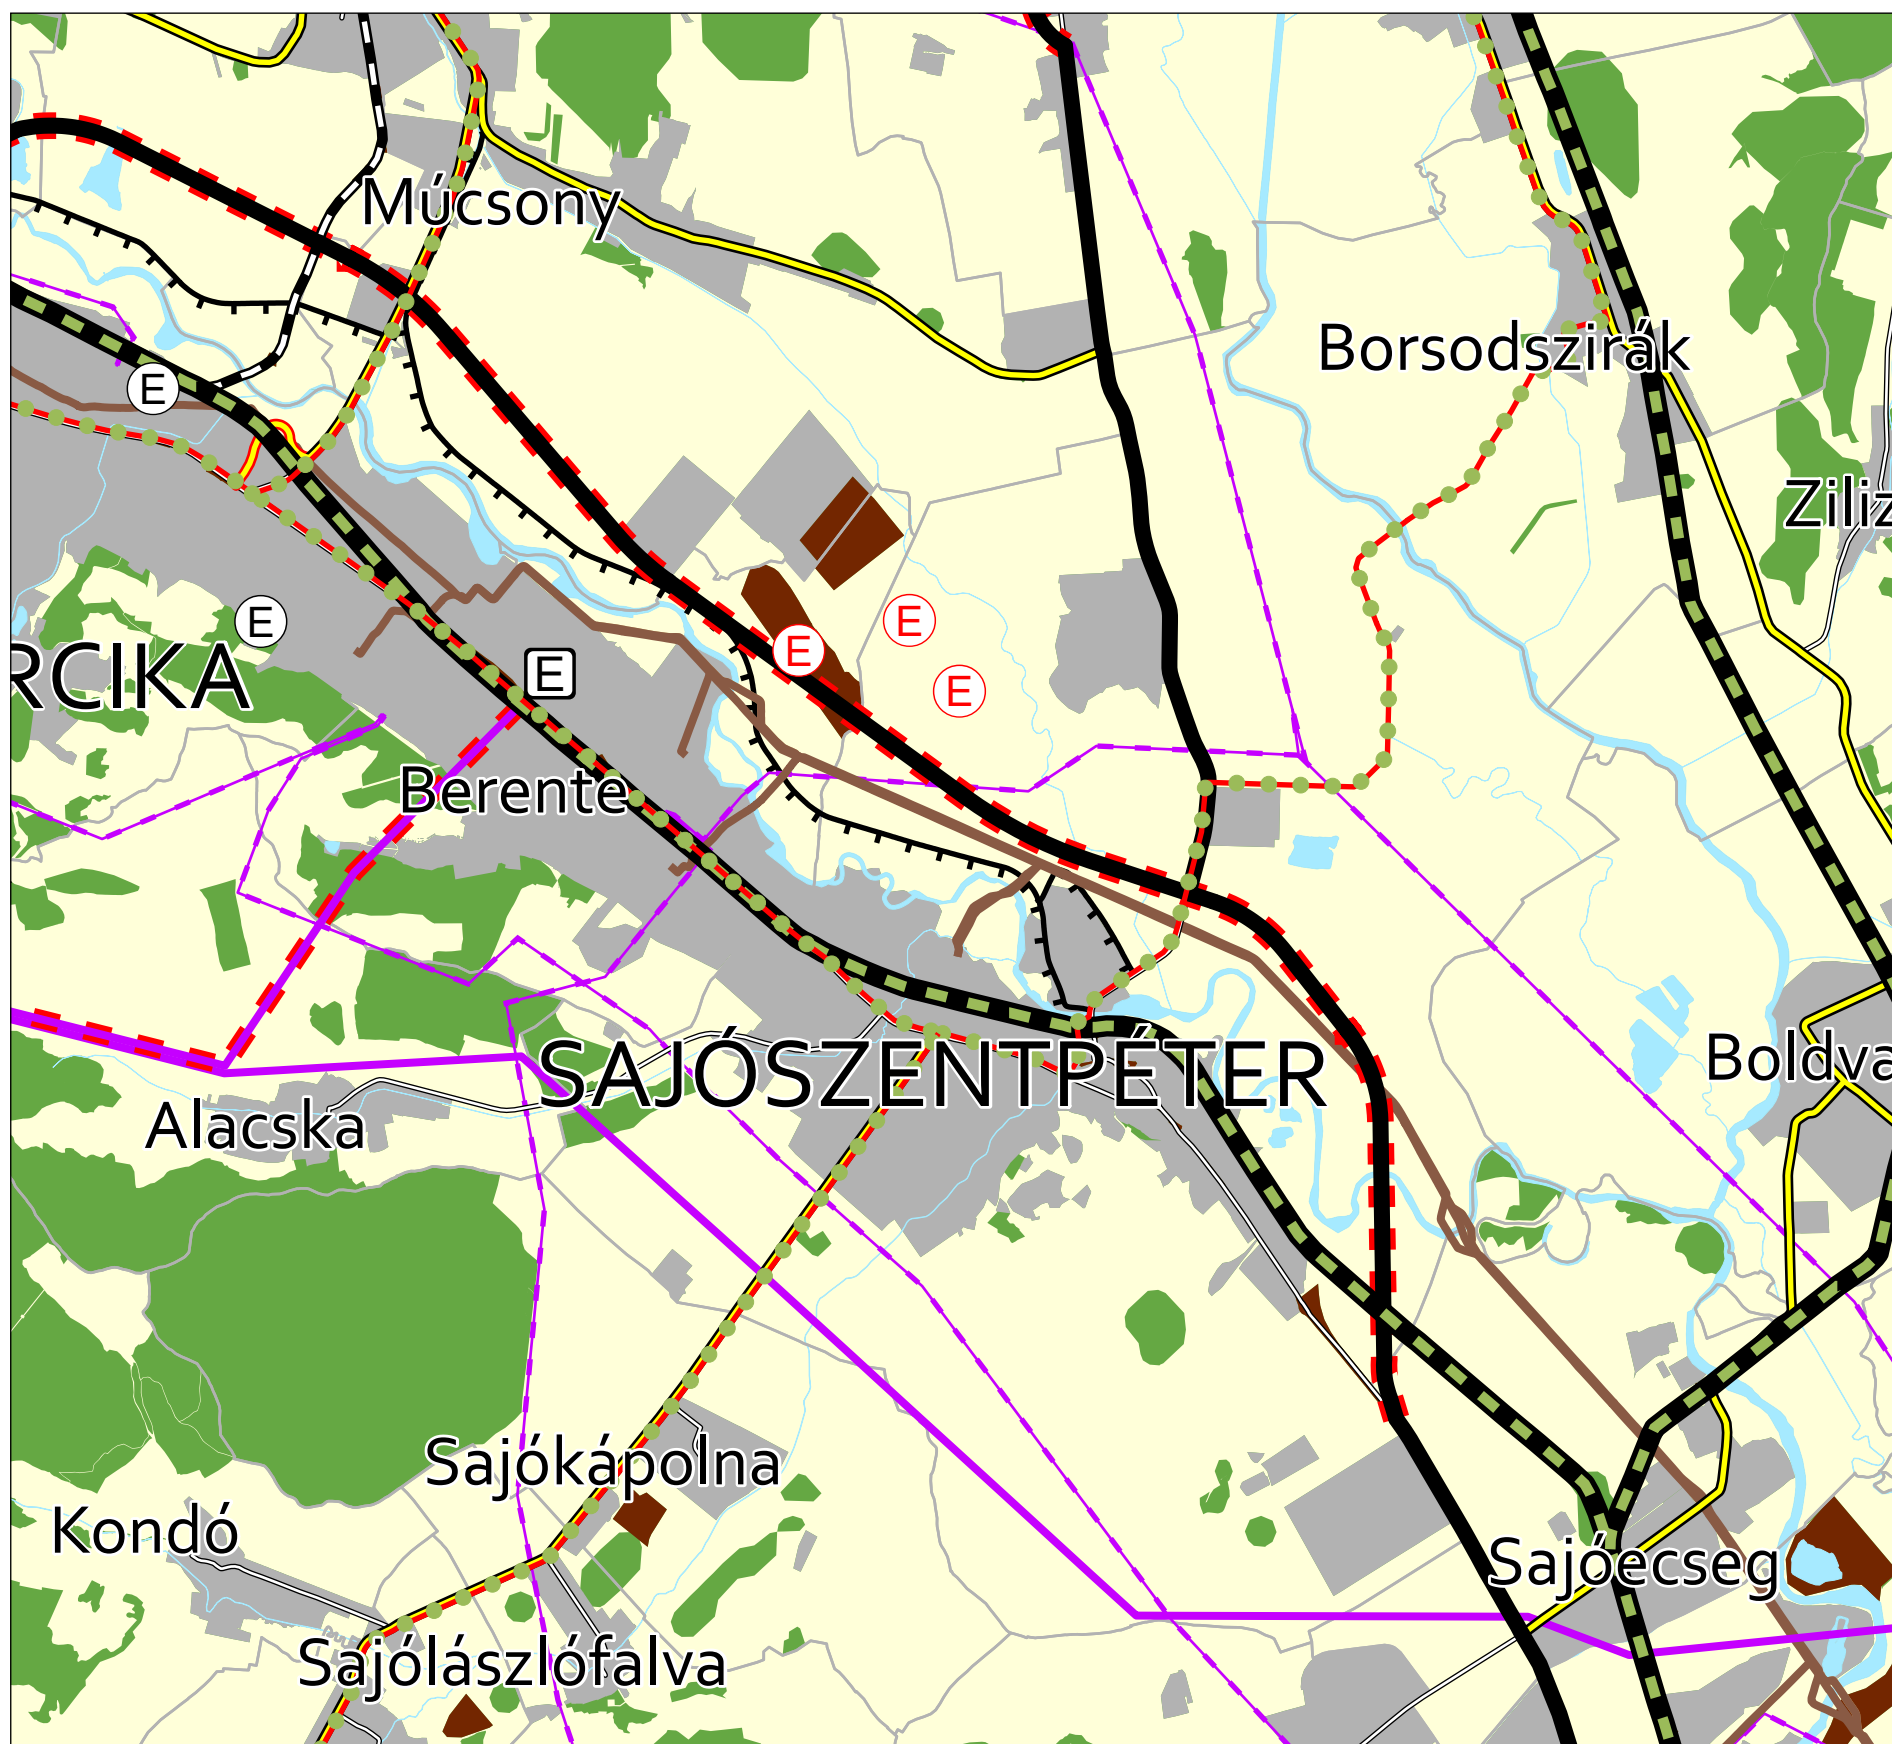 Múcsony
Borsodszirák
E
Ziliz
E
E
E
RCIKA
E
E
Berente
SAJÓSZENTPÉTER
Boldva
Alacska
Sajókápolna
Kondó
Sajóecseg
Sajólászlófalva